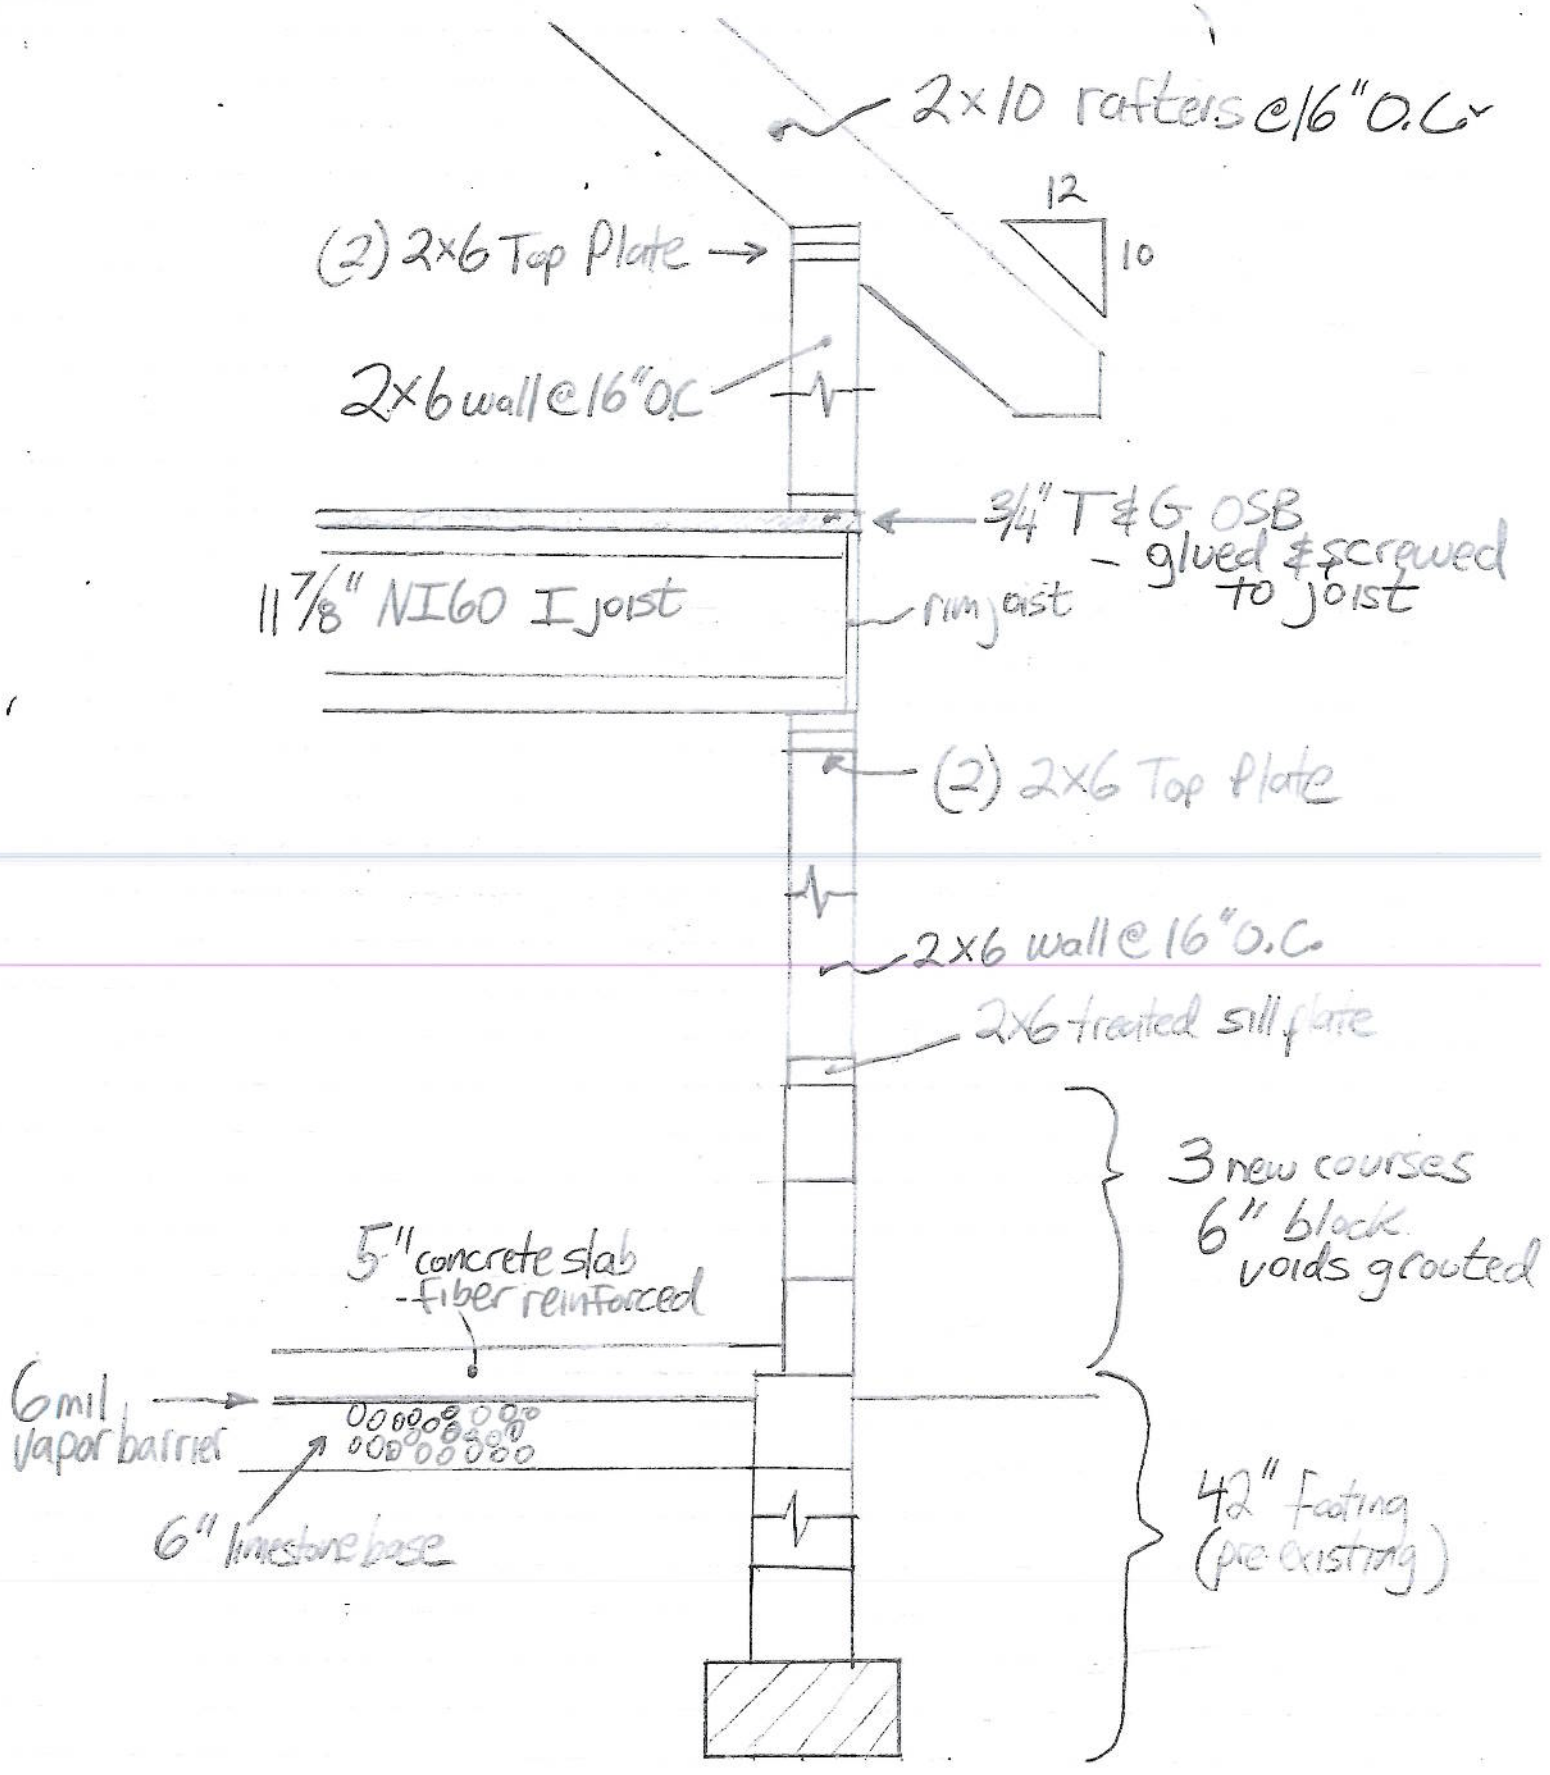 2x10 rafters @16" O.C.
12
10
(2) 2x6 Top Plate
2x6 wall @16" O.C
3/4" T&G OSB
- glued & screwed
to joist
11 7/8" NI60 I joist
rim joist
(2) 2x6 Top Plate
2x6 wall @ 16" O.C.
2x6 treated sill plate
3 new courses
6" block
voids grouted
5" concrete slab
- fiber reinforced
6 mil
vapor barrier
6" limestone base
42" footing
(pre existing)